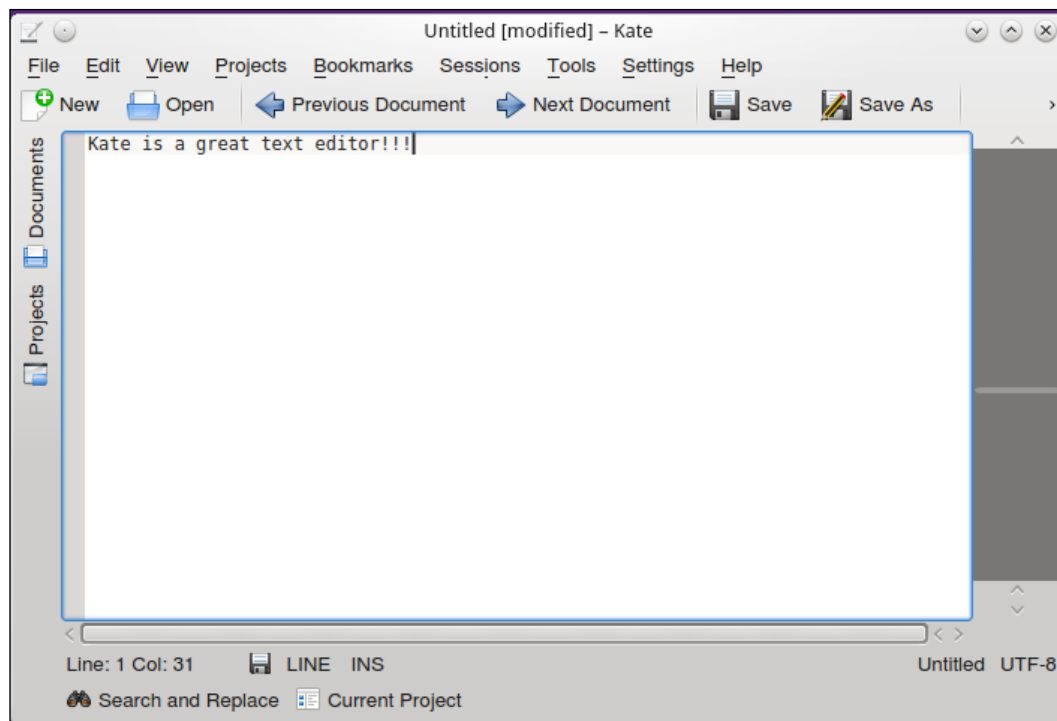 Untitled [modified] – Kate
File Edit View Projects Bookmarks Sessions Tools Settings Help
New Open Previous Document Next Document Save Save As
Documents
Projects
Kate is a great text editor!!!
Line: 1 Col: 31 LINE INS Untitled UTF-8
Search and Replace Current Project